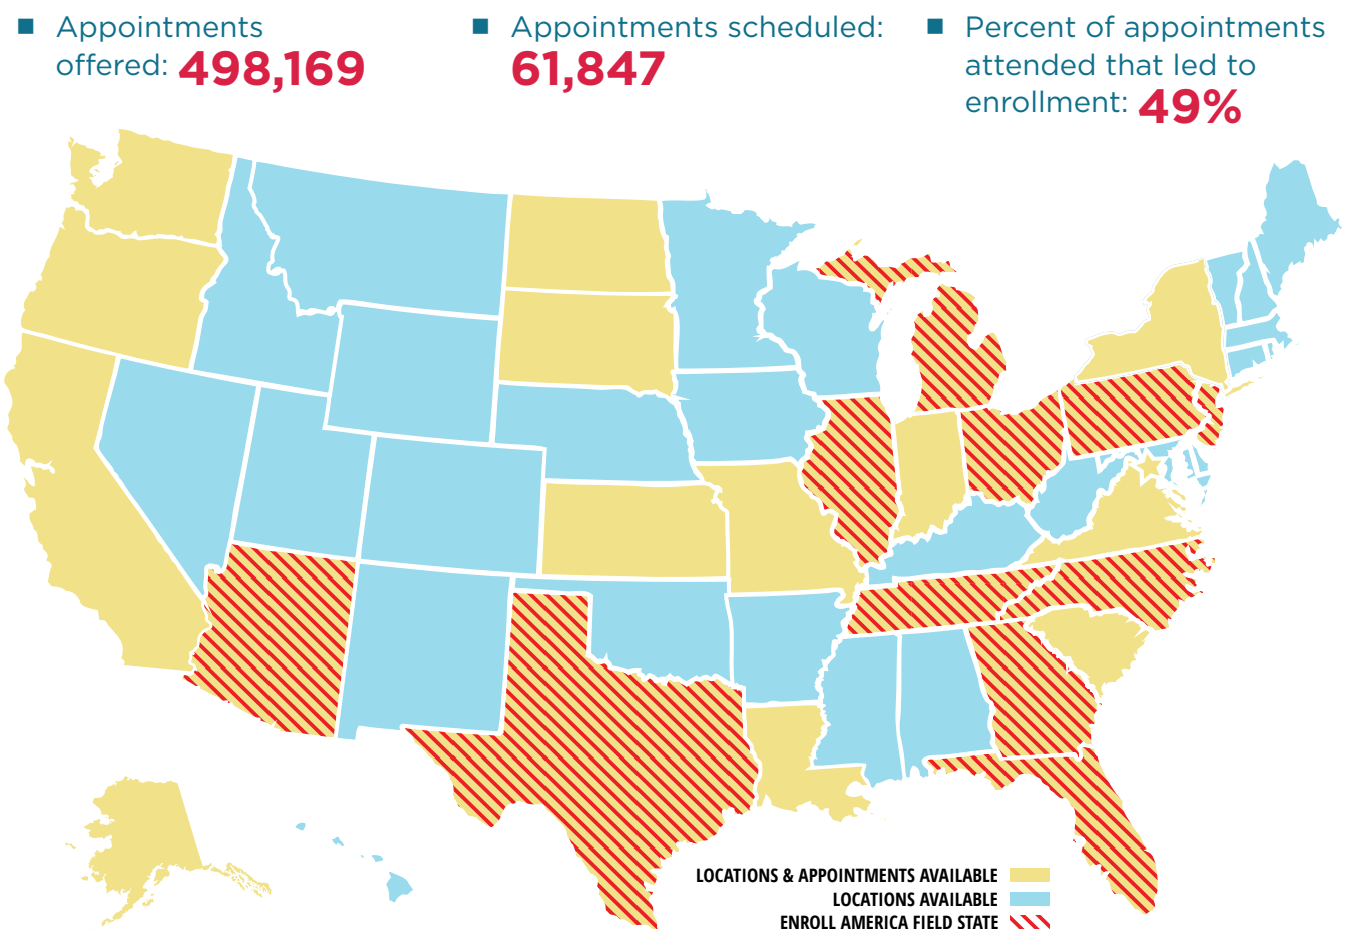 Appointments
offered: 498,169
Appointments scheduled:
61,847
Percent of appointments
attended that led to
enrollment: 49%
LOCATIONS & APPOINTMENTS AVAILABLE
LOCATIONS AVAILABLE
ENROLL AMERICA FIELD STATE